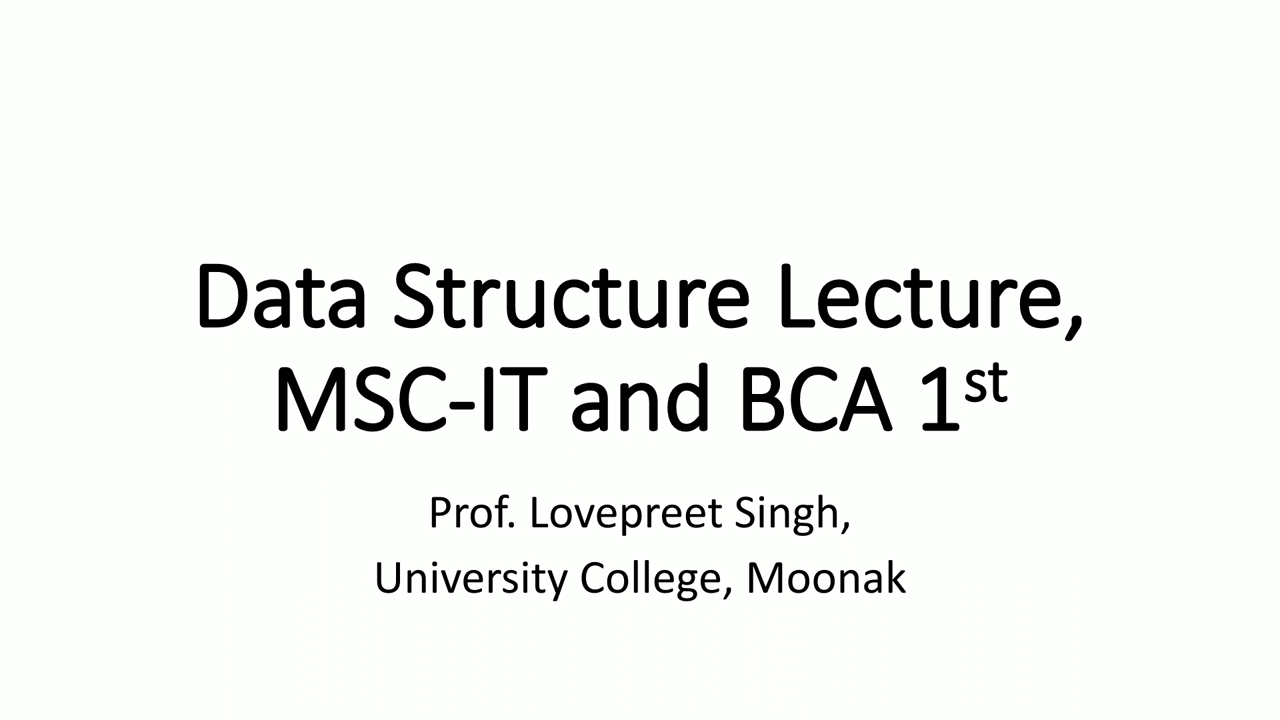 Data Structure Lecture,
MSC-IT and BCA 1st
Prof. Lovepreet Singh,
University College, Moonak